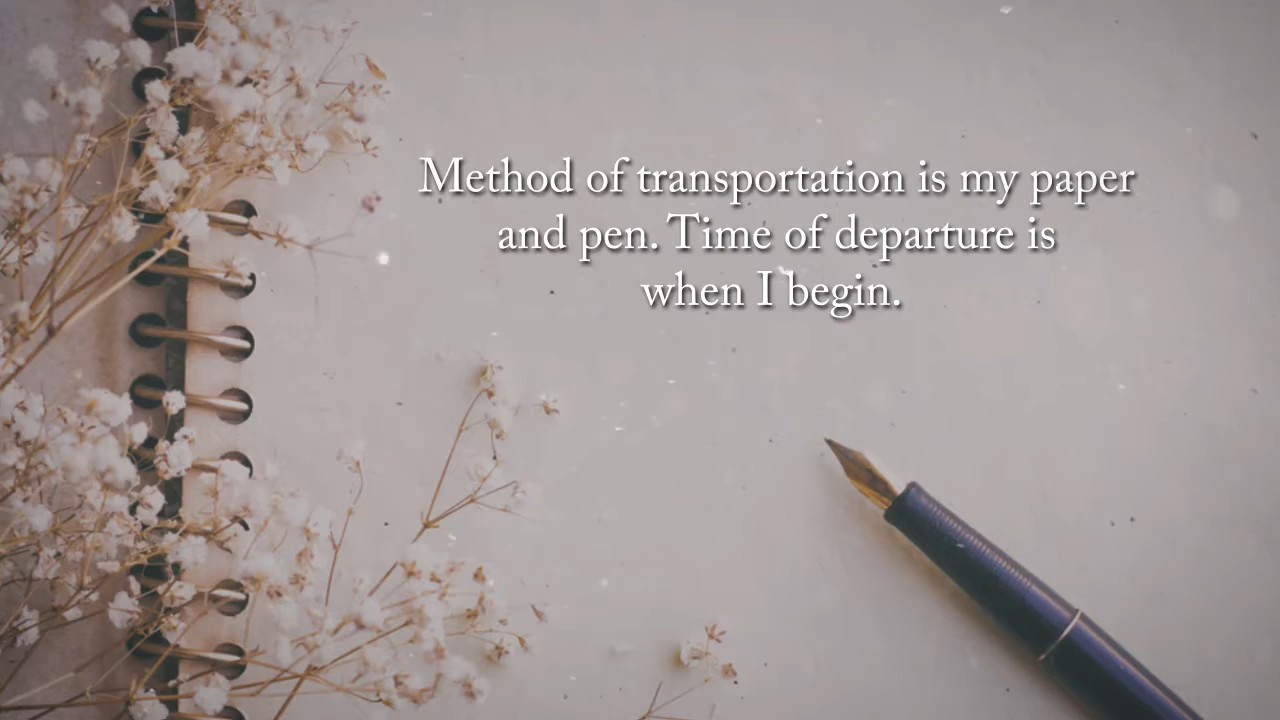 Method of transportation is my paper
and pen. Time of departure is
when I begin.